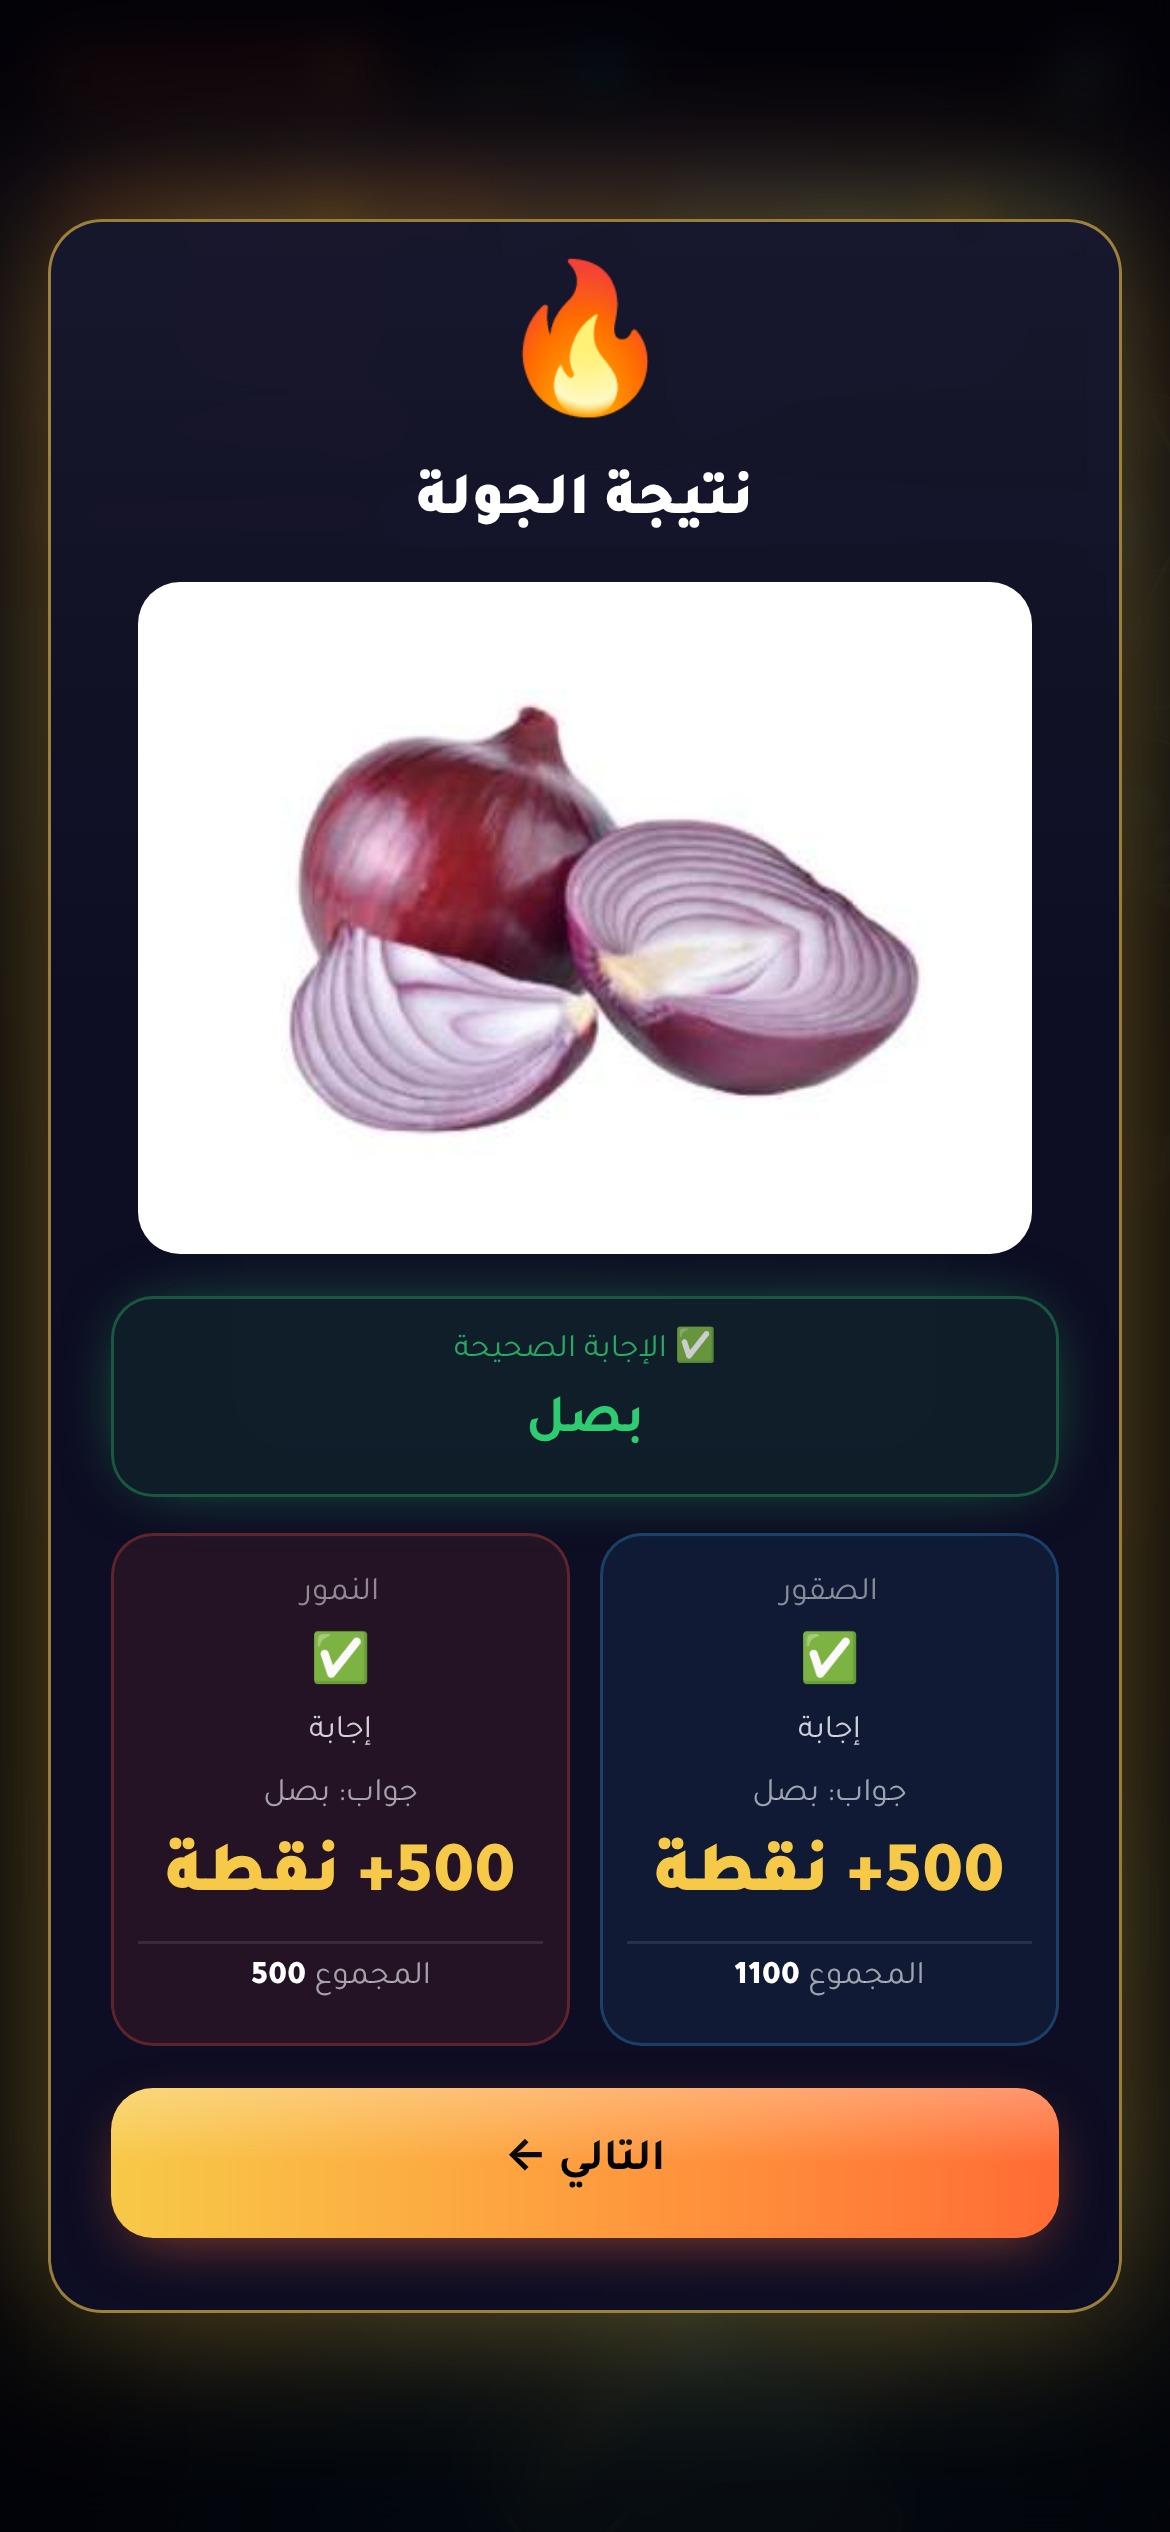 نتيجة الجولة
✅ الإجابة الصحيحة
بصل
الصقور
✅
إجابة
جواب: بصل
500+ نقطة
المجموع 1100
النمور
✅
إجابة
جواب: بصل
500+ نقطة
المجموع 500
التالي ←